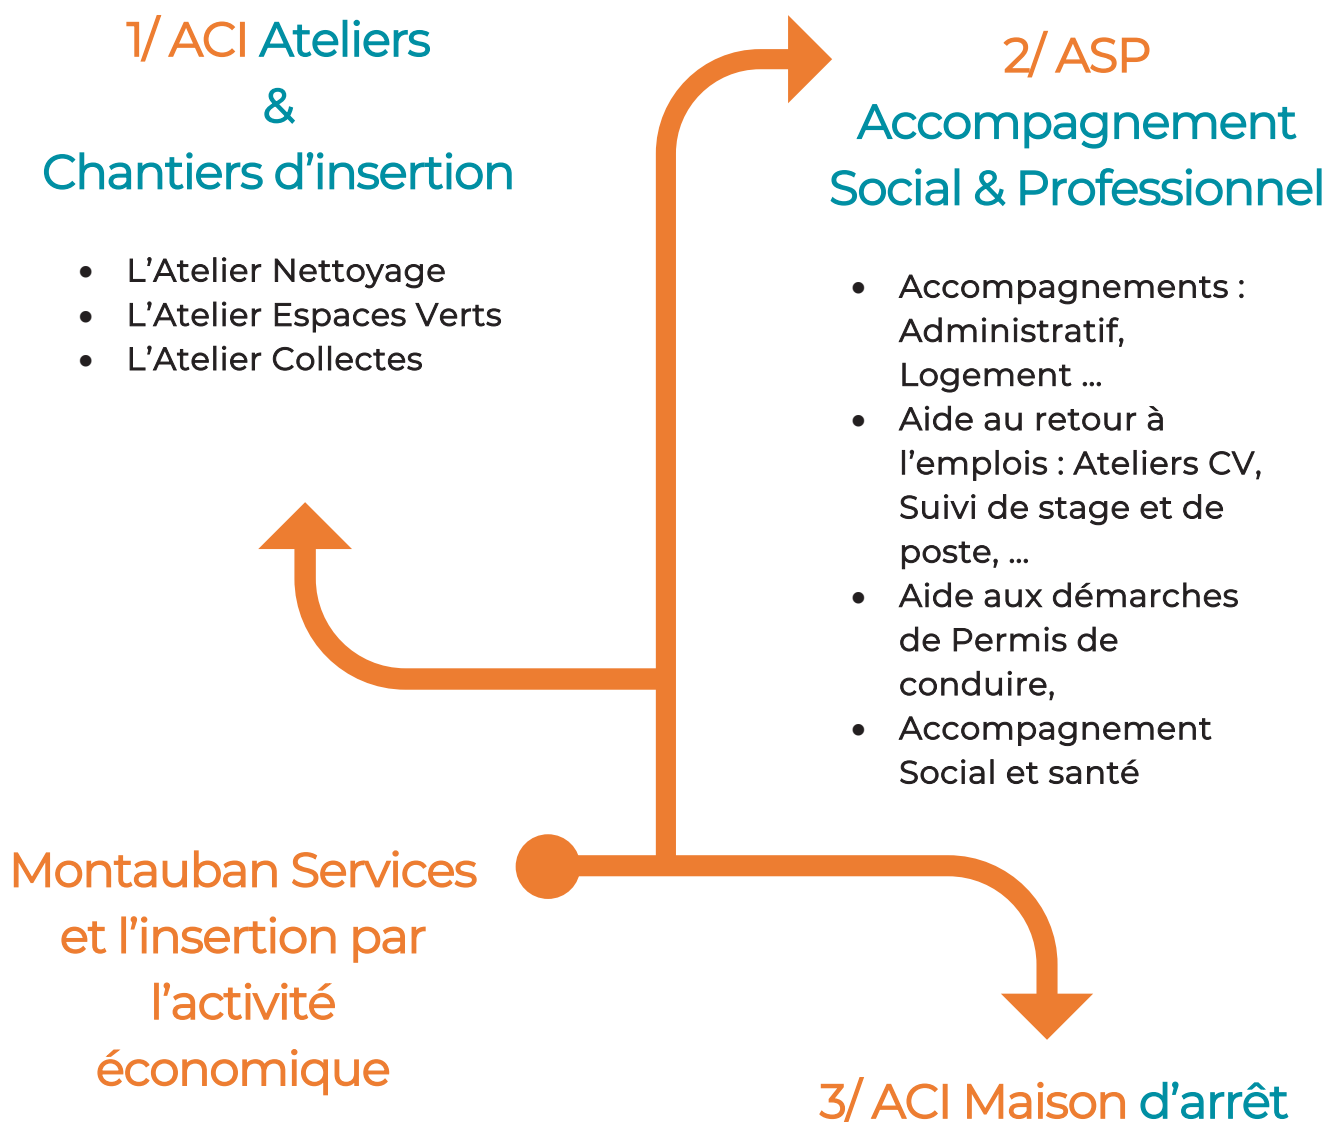 1/ ACI Ateliers
&
Chantiers d’insertion
• L’Atelier Nettoyage
• L’Atelier Espaces Verts
• L’Atelier Collectes
2/ ASP
Accompagnement
Social & Professionnel
• Accompagnements :
Administratif,
Logement ...
• Aide au retour à
l’emplois : Ateliers CV,
Suivi de stage et de
poste, ...
• Aide aux démarches
de Permis de
conduire,
• Accompagnement
Social et santé
Montauban Services
et l’insertion par
l’activité
économique
3/ ACI Maison d’arrêt